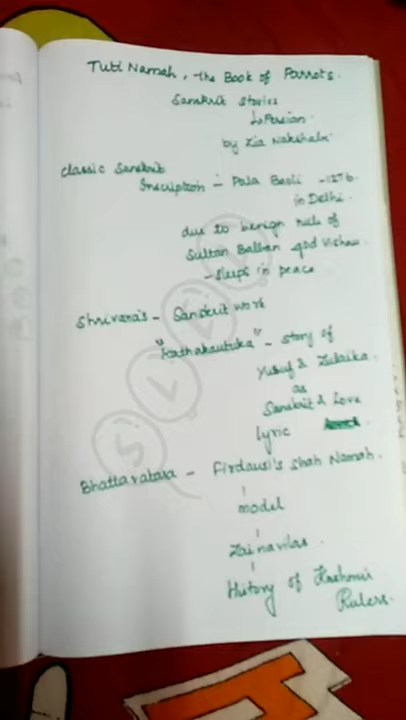 Tuti Namah, the Book of Parrots.
Sanskrit stories
↳ Persian
by Zia Nakshabi
Classic Sanskrit
Inscription - Pala Baoli - 1276
in Delhi
due to benign rule of
Sultan Balban god Vishnu
- sleeps in peace
Shrivara's - Sanskrit work
"Kathakautuka" - story of
Yusuf & Zulaika
as
Sanskrit & Love
lyric
Bhattavatara - Firdausi's Shah Namah.
model
Zainavilas
History of Kashmir
Rulers.